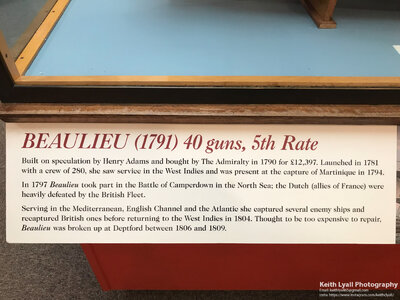 BEAULIEU (1791) 40 guns, 5th Rate
Built on speculation by Henry Adams and bought by The Admiralty in 1790 for £12,397. Launched in 1781
with a crew of 280, she saw service in the West Indies and was present at the capture of Martinique in 1794.
In 1797 Beaulieu took part in the Battle of Camperdown in the North Sea; the Dutch (allies of France) were
heavily defeated by the British Fleet.
Serving in the Mediterranean, English Channel and the Atlantic she captured several enemy ships and
recaptured British ones before returning to the West Indies in 1804. Thought to be too expensive to repair,
Beaulieu was broken up at Deptford between 1806 and 1809.
Keith Lyall Photography